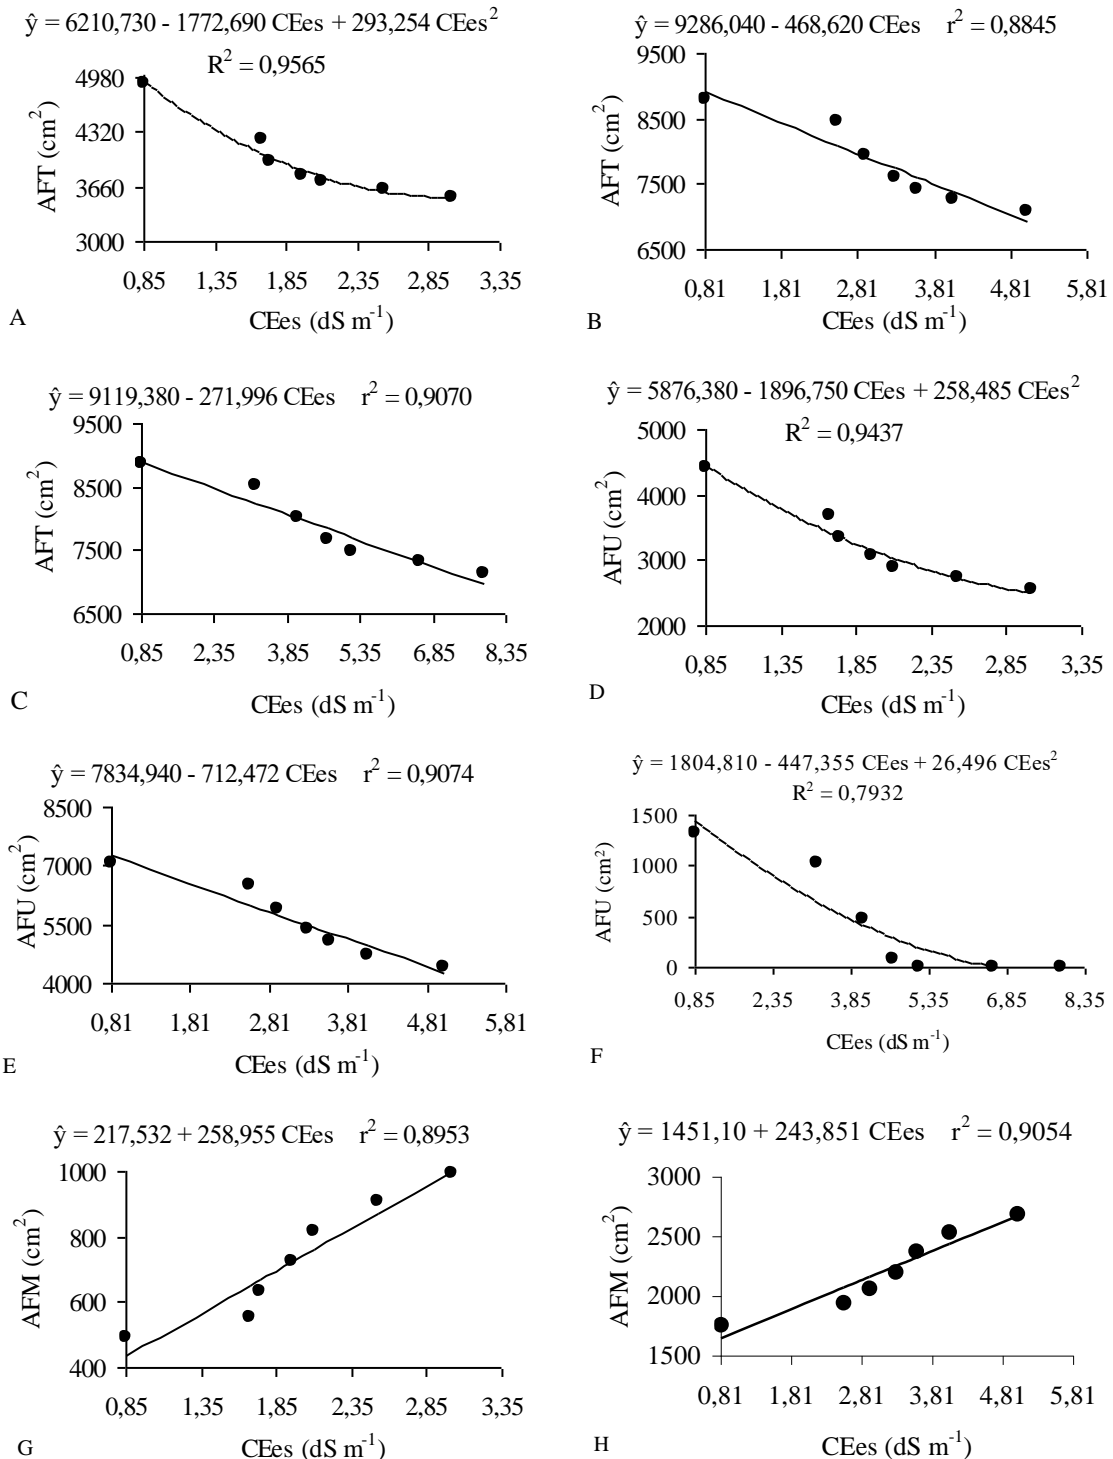 ŷ = 6210,730 - 1772,690 CEes + 293,254 CEes²
R² = 0,9565
AFT (cm²)
4980
4320
3660
3000
0,85 1,35 1,85 2,35 2,85 3,35
CEes (dS m⁻¹)
A
ŷ = 9286,040 - 468,620 CEes r² = 0,8845
AFT (cm²)
9500
8500
7500
6500
0,81 1,81 2,81 3,81 4,81 5,81
CEes (dS m⁻¹)
B
ŷ = 9119,380 - 271,996 CEes r² = 0,9070
AFT (cm²)
9500
8500
7500
6500
0,85 2,35 3,85 5,35 6,85 8,35
CEes (dS m⁻¹)
C
ŷ = 5876,380 - 1896,750 CEes + 258,485 CEes²
R² = 0,9437
AFU (cm²)
5000
4000
3000
2000
0,85 1,35 1,85 2,35 2,85 3,35
CEes (dS m⁻¹)
D
ŷ = 7834,940 - 712,472 CEes r² = 0,9074
AFU (cm²)
8500
7000
5500
4000
0,81 1,81 2,81 3,81 4,81 5,81
CEes (dS m⁻¹)
E
ŷ = 1804,810 - 447,355 CEes + 26,496 CEes²
R² = 0,7932
AFU (cm²)
1500
1000
500
0
0,85 2,35 3,85 5,35 6,85 8,35
CEes (dS m⁻¹)
F
ŷ = 217,532 + 258,955 CEes r² = 0,8953
AFM (cm²)
1000
800
600
400
0,85 1,35 1,85 2,35 2,85 3,35
CEes (dS m⁻¹)
G
ŷ = 1451,10 + 243,851 CEes r² = 0,9054
AFM (cm²)
3000
2500
2000
1500
0,81 1,81 2,81 3,81 4,81 5,81
CEes (dS m⁻¹)
H